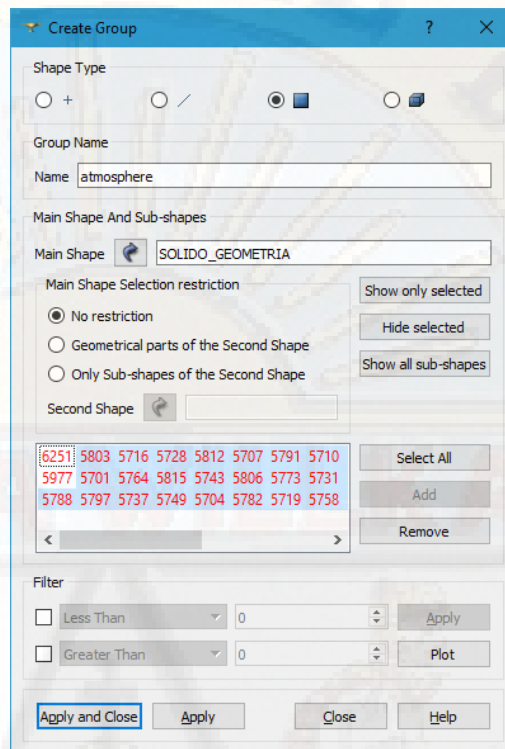 Create Group ? ×
Shape Type
Group Name
Name atmosphere
Main Shape And Sub-shapes
Main Shape SOLIDO_GEOMETRIA
Main Shape Selection restriction
No restriction
Geometrical parts of the Second Shape
Only Sub-shapes of the Second Shape
Second Shape
Show only selected
Hide selected
Show all sub-shapes
6251 5803 5716 5728 5812 5707 5791 5710
5977 5701 5764 5815 5743 5806 5773 5731
5788 5797 5737 5749 5704 5782 5719 5758
Select All
Add
Remove
Filter
Less Than 0 Apply
Greater Than 0 Plot
Apply and Close Apply Close Help